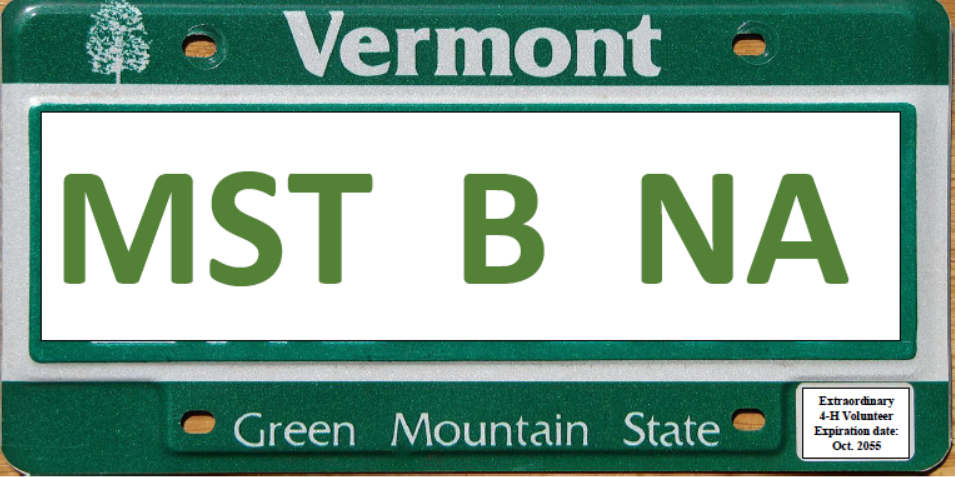 Vermont
MST B NA
Green Mountain State
Extraordinary
4-H Volunteer
Expiration date:
Oct. 2055